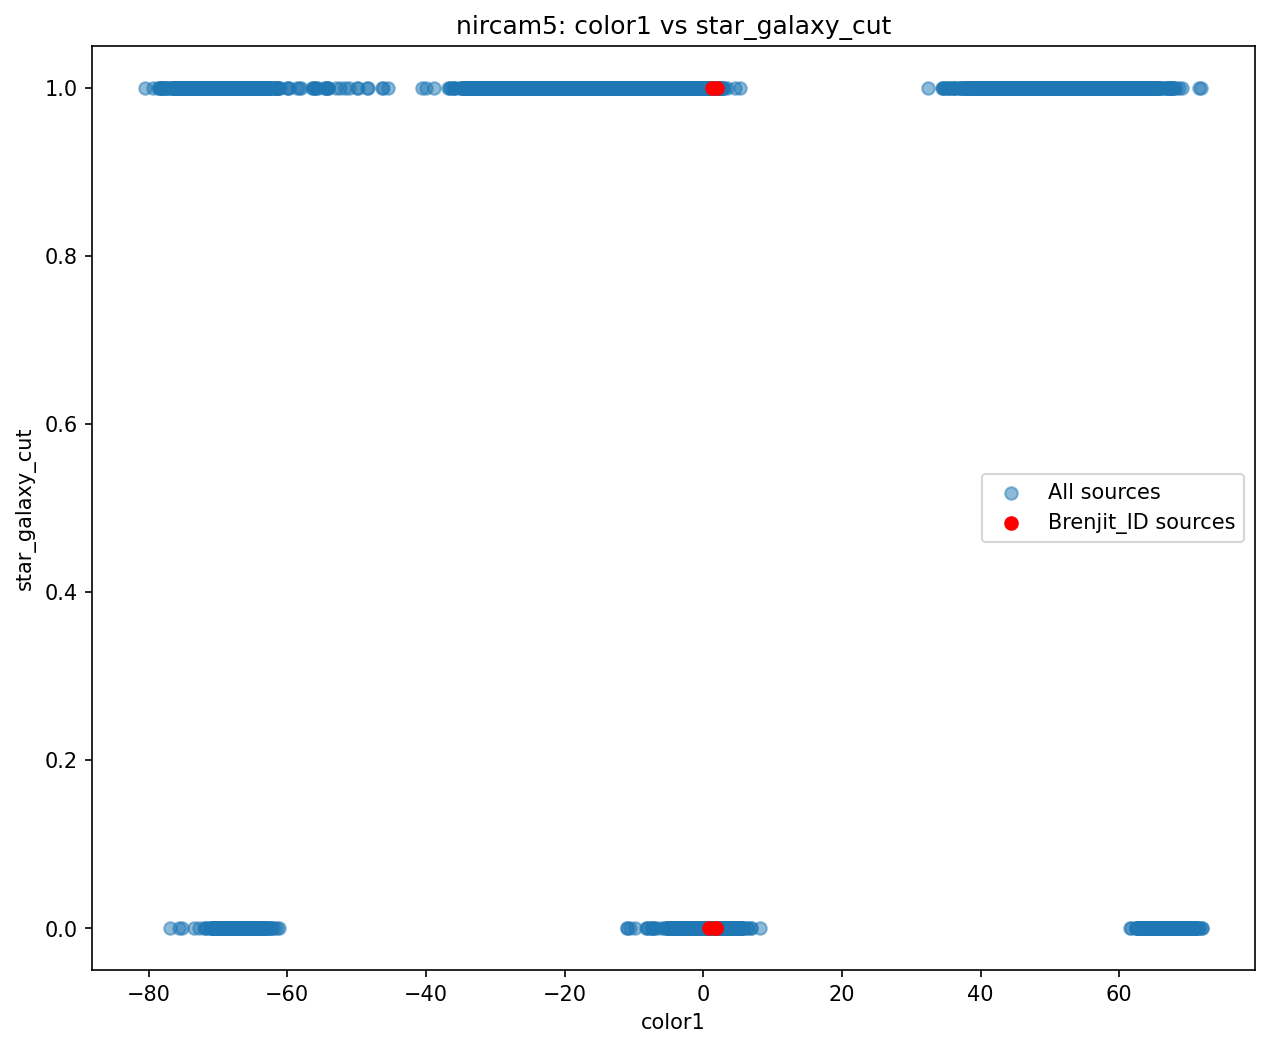 nircam5: color1 vs star_galaxy_cut
1.0
0.8
0.6
0.4
0.2
0.0
star_galaxy_cut
All sources
Brenjit_ID sources
−80
−60
−40
−20
0
20
40
60
color1